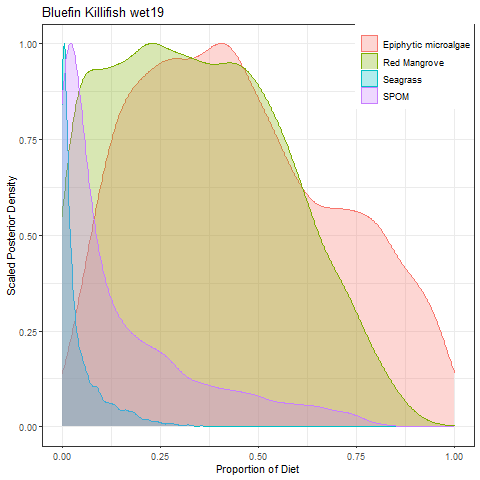 Bluefin Killifish wet19
Epiphytic microalgae
Red Mangrove
Seagrass
SPOM
Scaled Posterior Density
1.00
0.75
0.50
0.25
0.00
0.00 0.25 0.50 0.75 1.00
Proportion of Diet